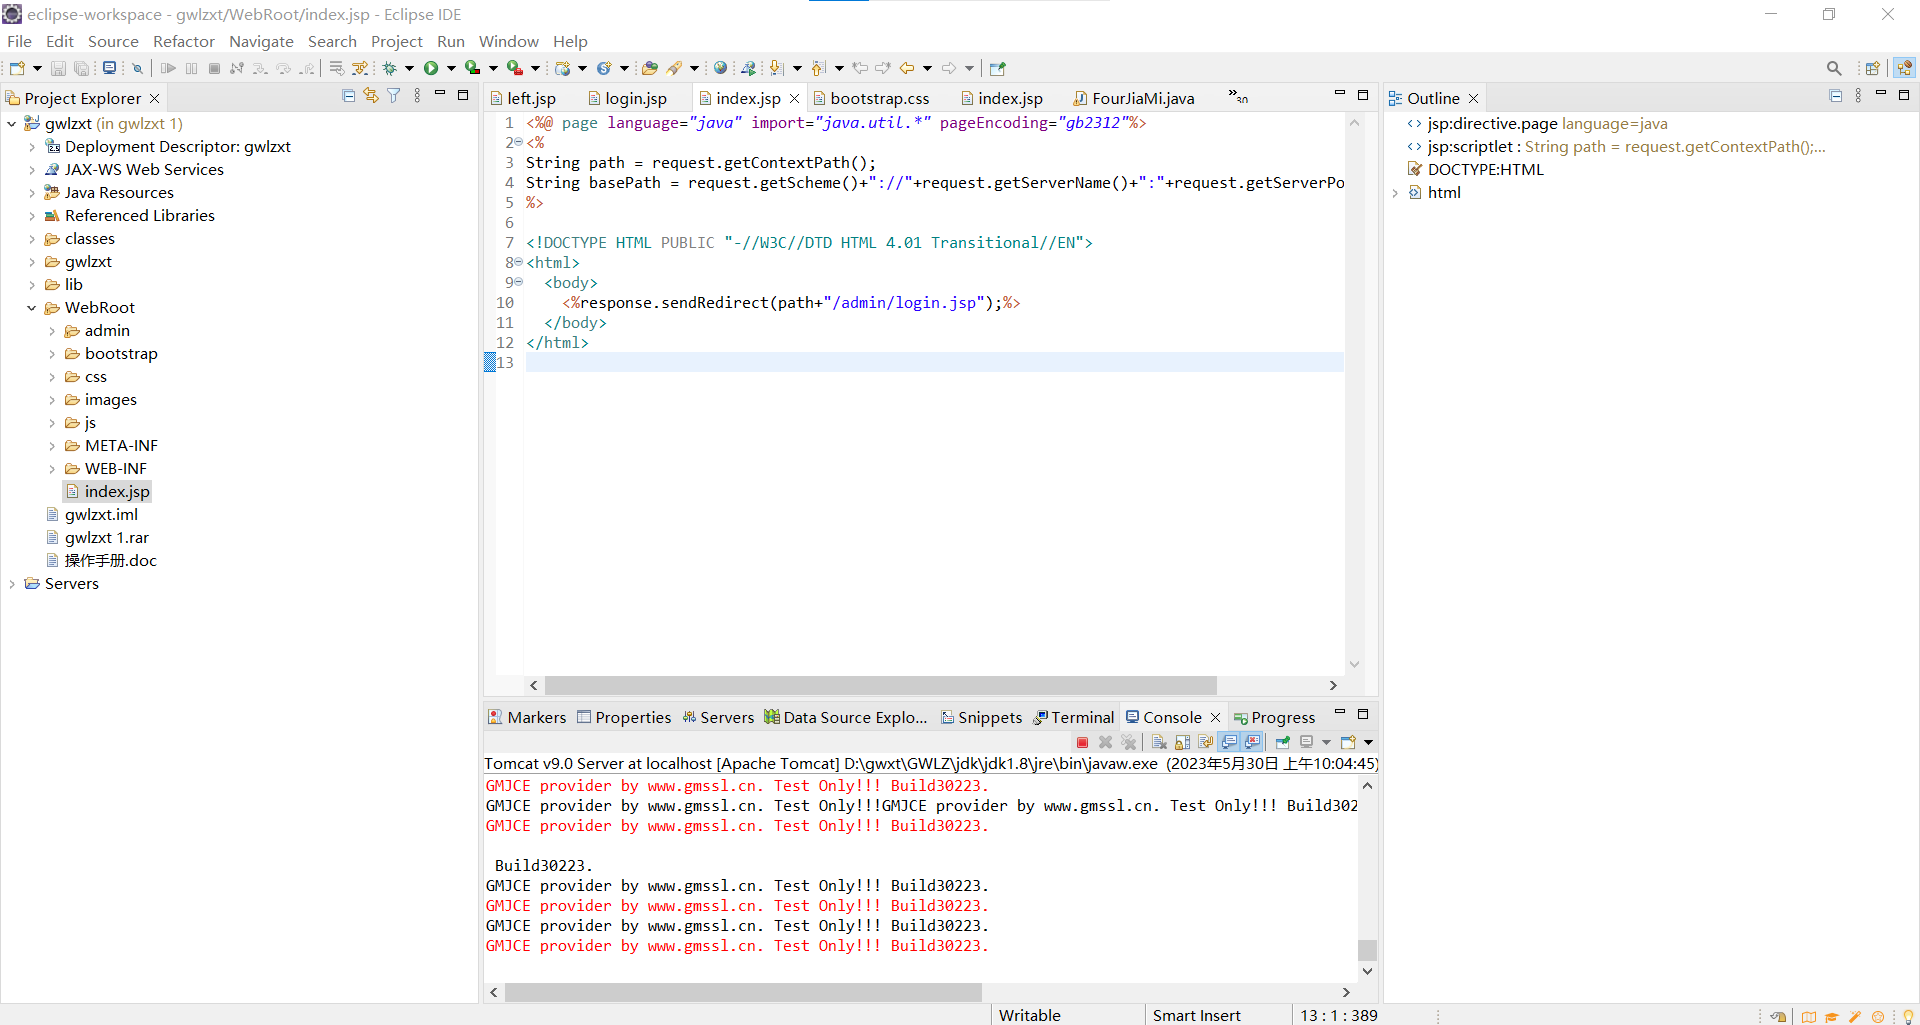 eclipse-workspace - gwlzxt/WebRoot/index.jsp - Eclipse IDE
File Edit Source Refactor Navigate Search Project Run Window Help
Project Explorer
gwlzxt (in gwlzxt 1)
Deployment Descriptor: gwlzxt
JAX-WS Web Services
Java Resources
Referenced Libraries
classes
gwlzxt
lib
WebRoot
admin
bootstrap
css
images
js
META-INF
WEB-INF
index.jsp
gwlzxt.iml
gwlzxt 1.rar
操作手册.doc
Servers
left.jsp login.jsp index.jsp bootstrap.css index.jsp FourJiaMi.java »30
1 <%@ page language="java" import="java.util.*" pageEncoding="gb2312"%>
2 <%
3 String path = request.getContextPath();
4 String basePath = request.getScheme()+"://"+request.getServerName()+":"+request.getServerPo
5 %>
6
7 <!DOCTYPE HTML PUBLIC "-//W3C//DTD HTML 4.01 Transitional//EN">
8 <html>
9   <body>
10     <%response.sendRedirect(path+"/admin/login.jsp");%>
11   </body>
12 </html>
13
Outline
jsp:directive.page language=java
jsp:scriptlet : String path = request.getContextPath();...
DOCTYPE:HTML
html
Markers Properties Servers Data Source Explo... Snippets Terminal Console Progress
Tomcat v9.0 Server at localhost [Apache Tomcat] D:\gwxt\GWLZ\jdk\jdk1.8\jre\bin\javaw.exe (2023年5月30日 上午10:04:45)
GMJCE provider by www.gmssl.cn. Test Only!!! Build30223.
GMJCE provider by www.gmssl.cn. Test Only!!!GMJCE provider by www.gmssl.cn. Test Only!!! Build302
GMJCE provider by www.gmssl.cn. Test Only!!! Build30223.
Build30223.
GMJCE provider by www.gmssl.cn. Test Only!!! Build30223.
GMJCE provider by www.gmssl.cn. Test Only!!! Build30223.
GMJCE provider by www.gmssl.cn. Test Only!!! Build30223.
GMJCE provider by www.gmssl.cn. Test Only!!! Build30223.
Writable Smart Insert 13 : 1 : 389